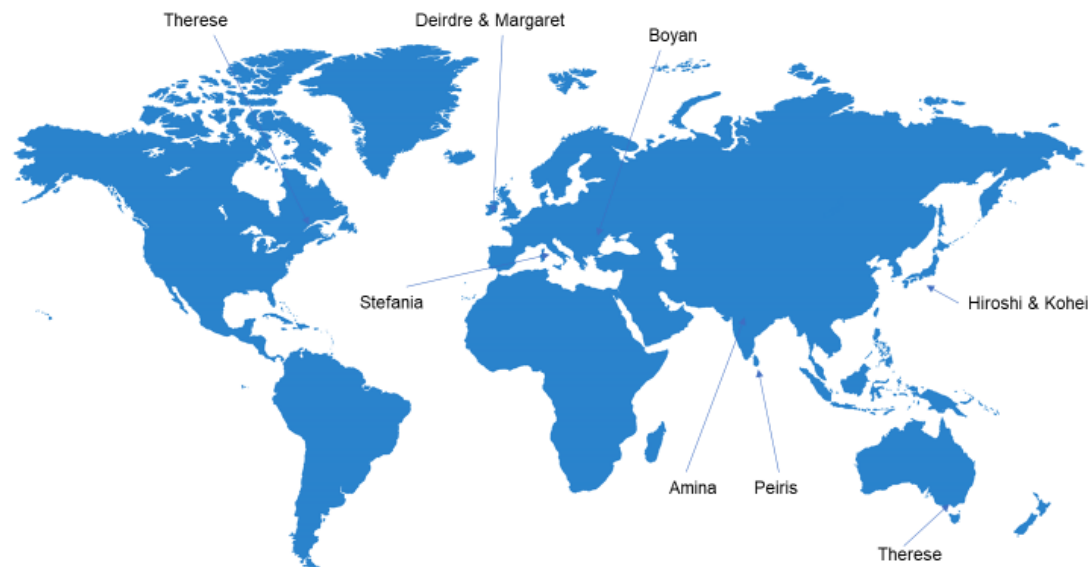 Therese
Deirdre & Margaret
Boyan
Stefania
Hiroshi & Kohei
Amina
Peiris
Therese